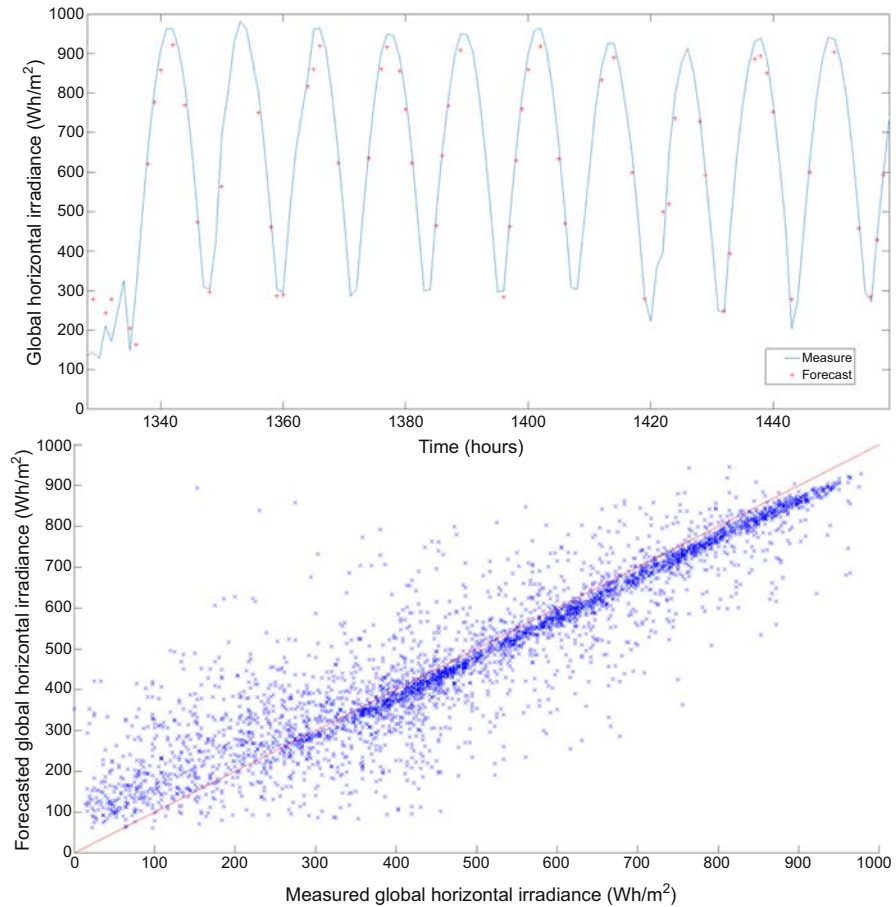 1000
900
800
700
600
500
400
300
200
100
0
Global horizontal irradiance (Wh/m²)
Measure
Forecast
1340 1360 1380 1400 1420 1440
Time (hours)
1000
900
800
700
600
500
400
300
200
100
0
Forecasted global horizontal irradiance (Wh/m²)
0 100 200 300 400 500 600 700 800 900 1000
Measured global horizontal irradiance (Wh/m²)